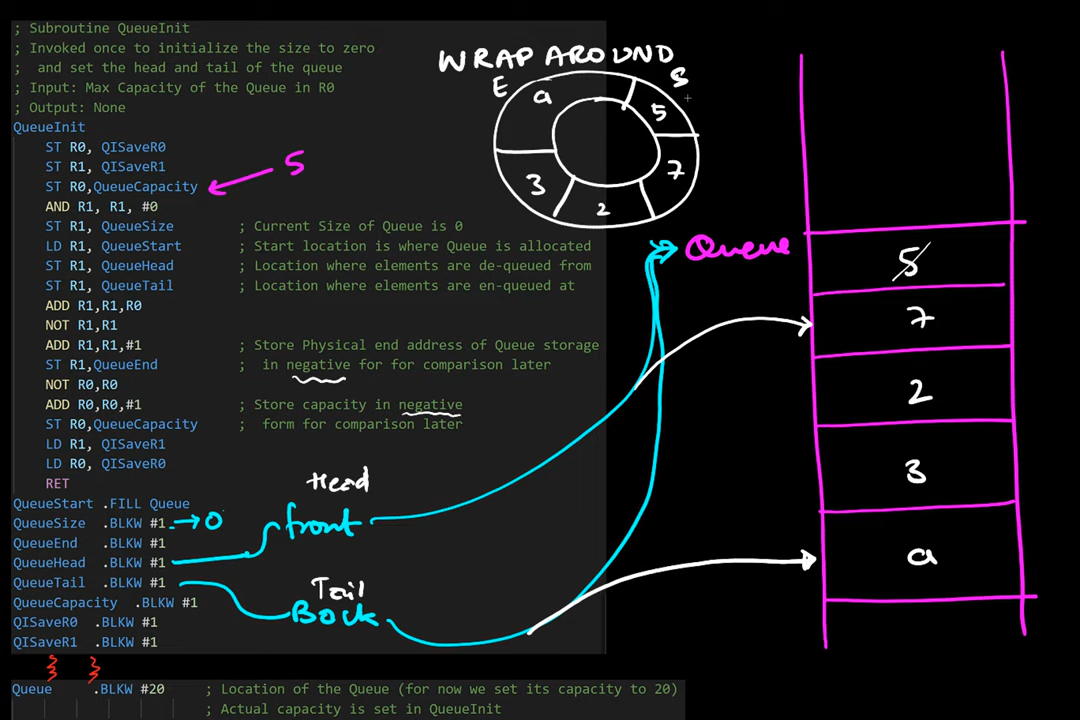 ; Subroutine QueueInit
; Invoked once to initialize the size to zero
;  and set the head and tail of the queue
; Input: Max Capacity of the Queue in R0
; Output: None
QueueInit
ST R0, QISaveR0
ST R1, QISaveR1
ST R0,QueueCapacity
5
AND R1, R1, #0
ST R1, QueueSize ; Current Size of Queue is 0
LD R1, QueueStart ; Start location is where Queue is allocated
ST R1, QueueHead ; Location where elements are de-queued from
ST R1, QueueTail ; Location where elements are en-queued at
ADD R1,R1,R0
NOT R1,R1
ADD R1,R1,#1 ; Store Physical end address of Queue storage
ST R1,QueueEnd ;  in negative for for comparison later
NOT R0,R0
ADD R0,R0,#1 ; Store capacity in negative
ST R0,QueueCapacity ;  form for comparison later
LD R1, QISaveR1
LD R0, QISaveR0
RET
QueueStart .FILL Queue
QueueSize .BLKW #1 0
QueueEnd .BLKW #1
QueueHead .BLKW #1
QueueTail .BLKW #1
QueueCapacity .BLKW #1
QISaveR0 .BLKW #1
QISaveR1 .BLKW #1
Queue .BLKW #20 ; Location of the Queue (for now we set its capacity to 20)
; Actual capacity is set in QueueInit
Head
front
Tail
Back
WRAP AROUND
E
S
9
5
7
2
3
Queue
5
7
2
3
9